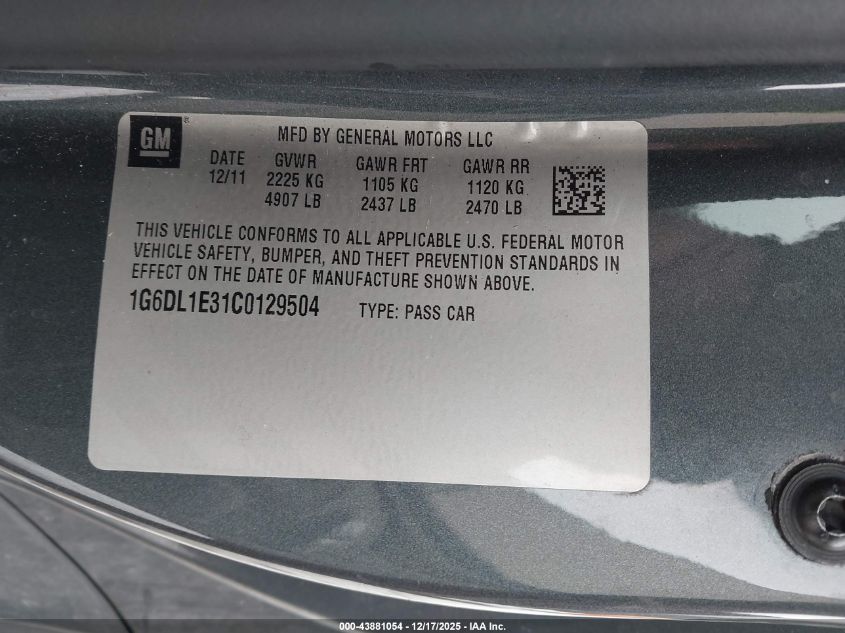 GM®
MFD BY GENERAL MOTORS LLC
DATE GVWR GAWR FRT GAWR RR
12/11 2225 KG 1105 KG 1120 KG
4907 LB 2437 LB 2470 LB
THIS VEHICLE CONFORMS TO ALL APPLICABLE U.S. FEDERAL MOTOR
VEHICLE SAFETY, BUMPER, AND THEFT PREVENTION STANDARDS IN
EFFECT ON THE DATE OF MANUFACTURE SHOWN ABOVE.
1G6DL1E31C0129504 TYPE: PASS CAR
000-43881054 - 12/17/2025 - IAA Inc.